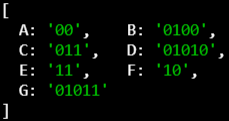 [
A: '00',     B: '0100',
C: '011',    D: '01010',
E: '11',     F: '10',
G: '01011'
]